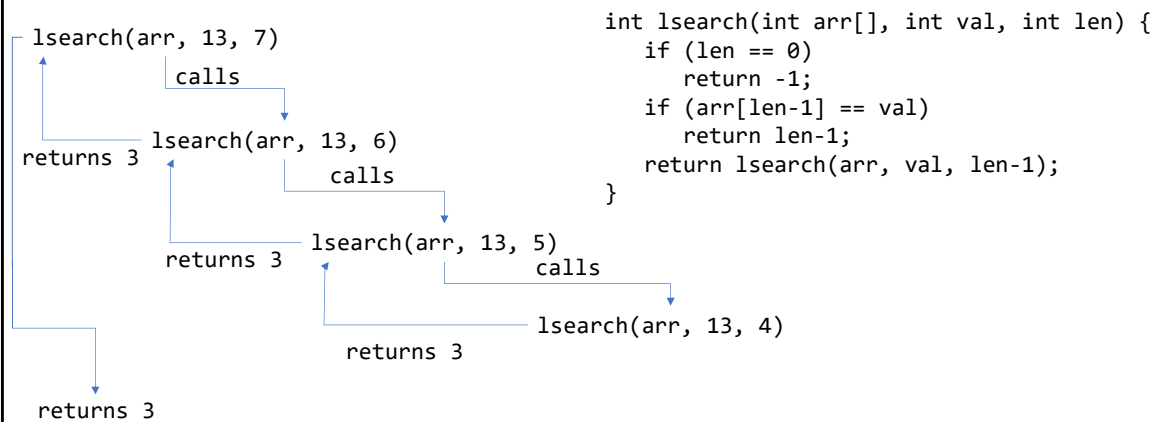 lsearch(arr, 13, 7)
calls
lsearch(arr, 13, 6)
returns 3
calls
lsearch(arr, 13, 5)
returns 3
calls
lsearch(arr, 13, 4)
returns 3
returns 3
int lsearch(int arr[], int val, int len) {
if (len == 0)
return -1;
if (arr[len-1] == val)
return len-1;
return lsearch(arr, val, len-1);
}